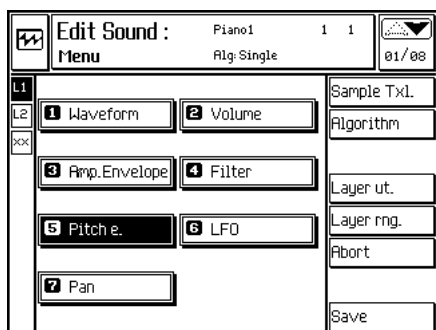 Edit Sound : Piano1 1 1
Menu Alg:Single 01/08
L1
L2
xx
1 Waveform 2 Volume
3 Amp.Envelope 4 Filter
5 Pitch e. 6 LFO
7 Pan
Sample Txl.
Algorithm
Layer ut.
Layer rng.
Abort
Save